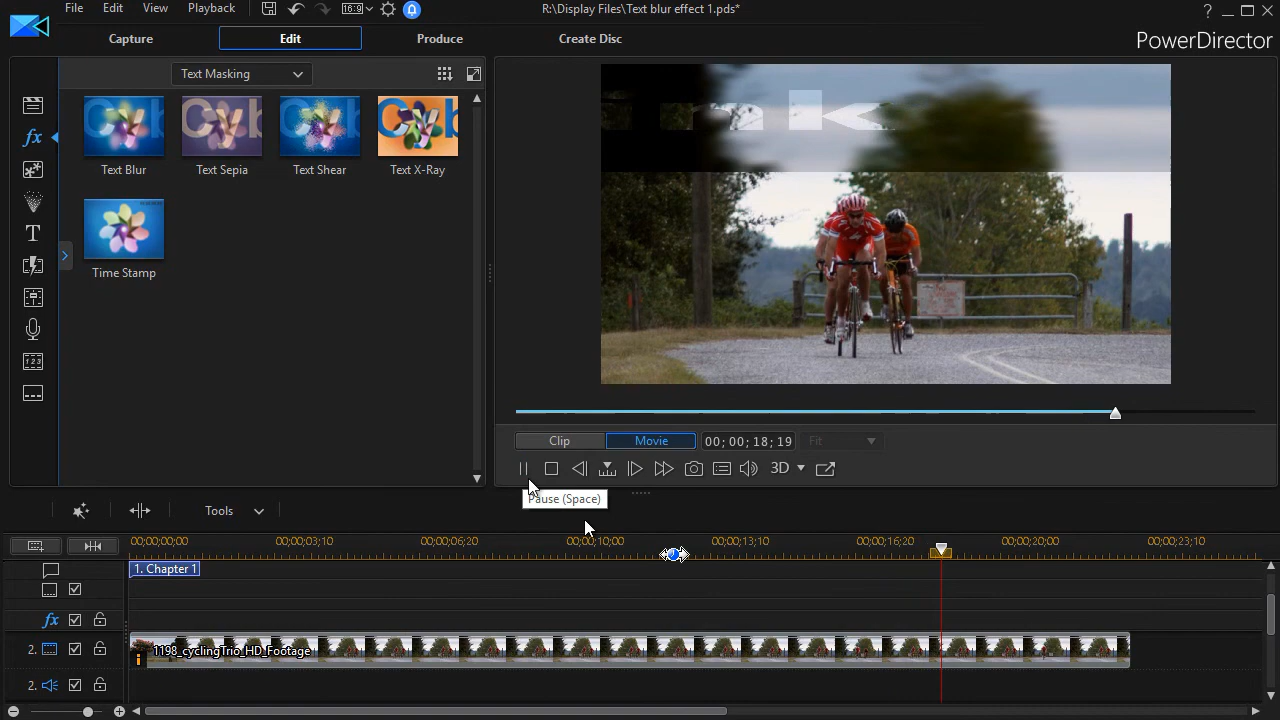 File Edit View Playback 16:9 R:\Display Files\Text blur effect 1.pds*
Capture Edit Produce Create Disc PowerDirector
Text Masking
Text Blur Text Sepia Text Shear Text X-Ray
Time Stamp
Clip Movie 00; 00; 18; 19 Fit
3D
Pause (Space)
Tools
00;00;00;00 00;00;03;10 00;00;06;20 00;00;10;00 00;00;13;10 00;00;16;20 00;00;20;00 00;00;23;10
1. Chapter 1
fx
2. 1198_cyclingTrio_HD_Footage
2.